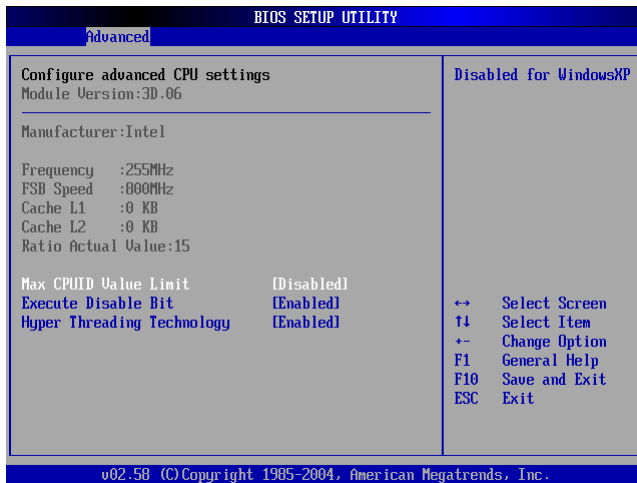 BIOS SETUP UTILITY
Advanced
Configure advanced CPU settings
Module Version:3D.06
Manufacturer:Intel
Frequency :255MHz
FSB Speed :800MHz
Cache L1 :0 KB
Cache L2 :0 KB
Ratio Actual Value:15
Max CPUID Value Limit [Disabled]
Execute Disable Bit [Enabled]
Hyper Threading Technology [Enabled]
Disabled for WindowsXP
↔ Select Screen
↑↓ Select Item
+- Change Option
F1 General Help
F10 Save and Exit
ESC Exit
v02.58 (C)Copyright 1985-2004, American Megatrends, Inc.